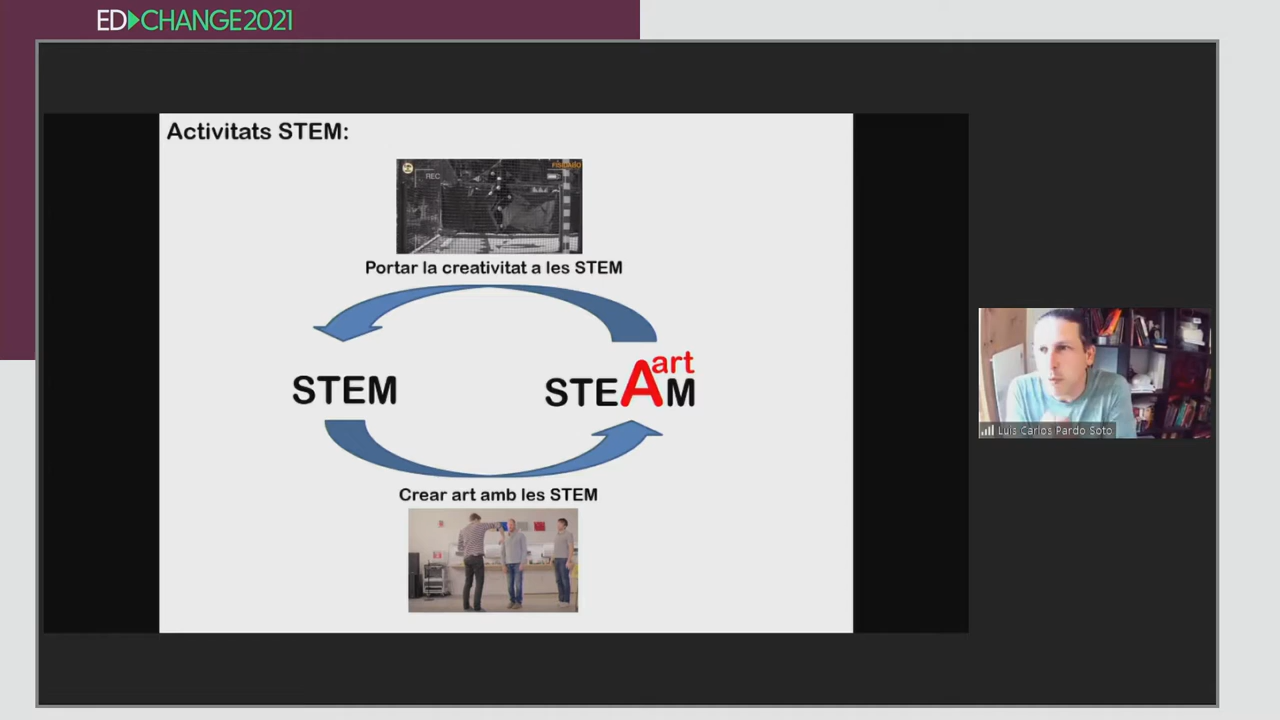 ED▶CHANGE2021
Activitats STEM:
REC
Portar la creativitat a les STEM
STEM
STEAM
art
Crear art amb les STEM
Luis Carlos Pardo Soto